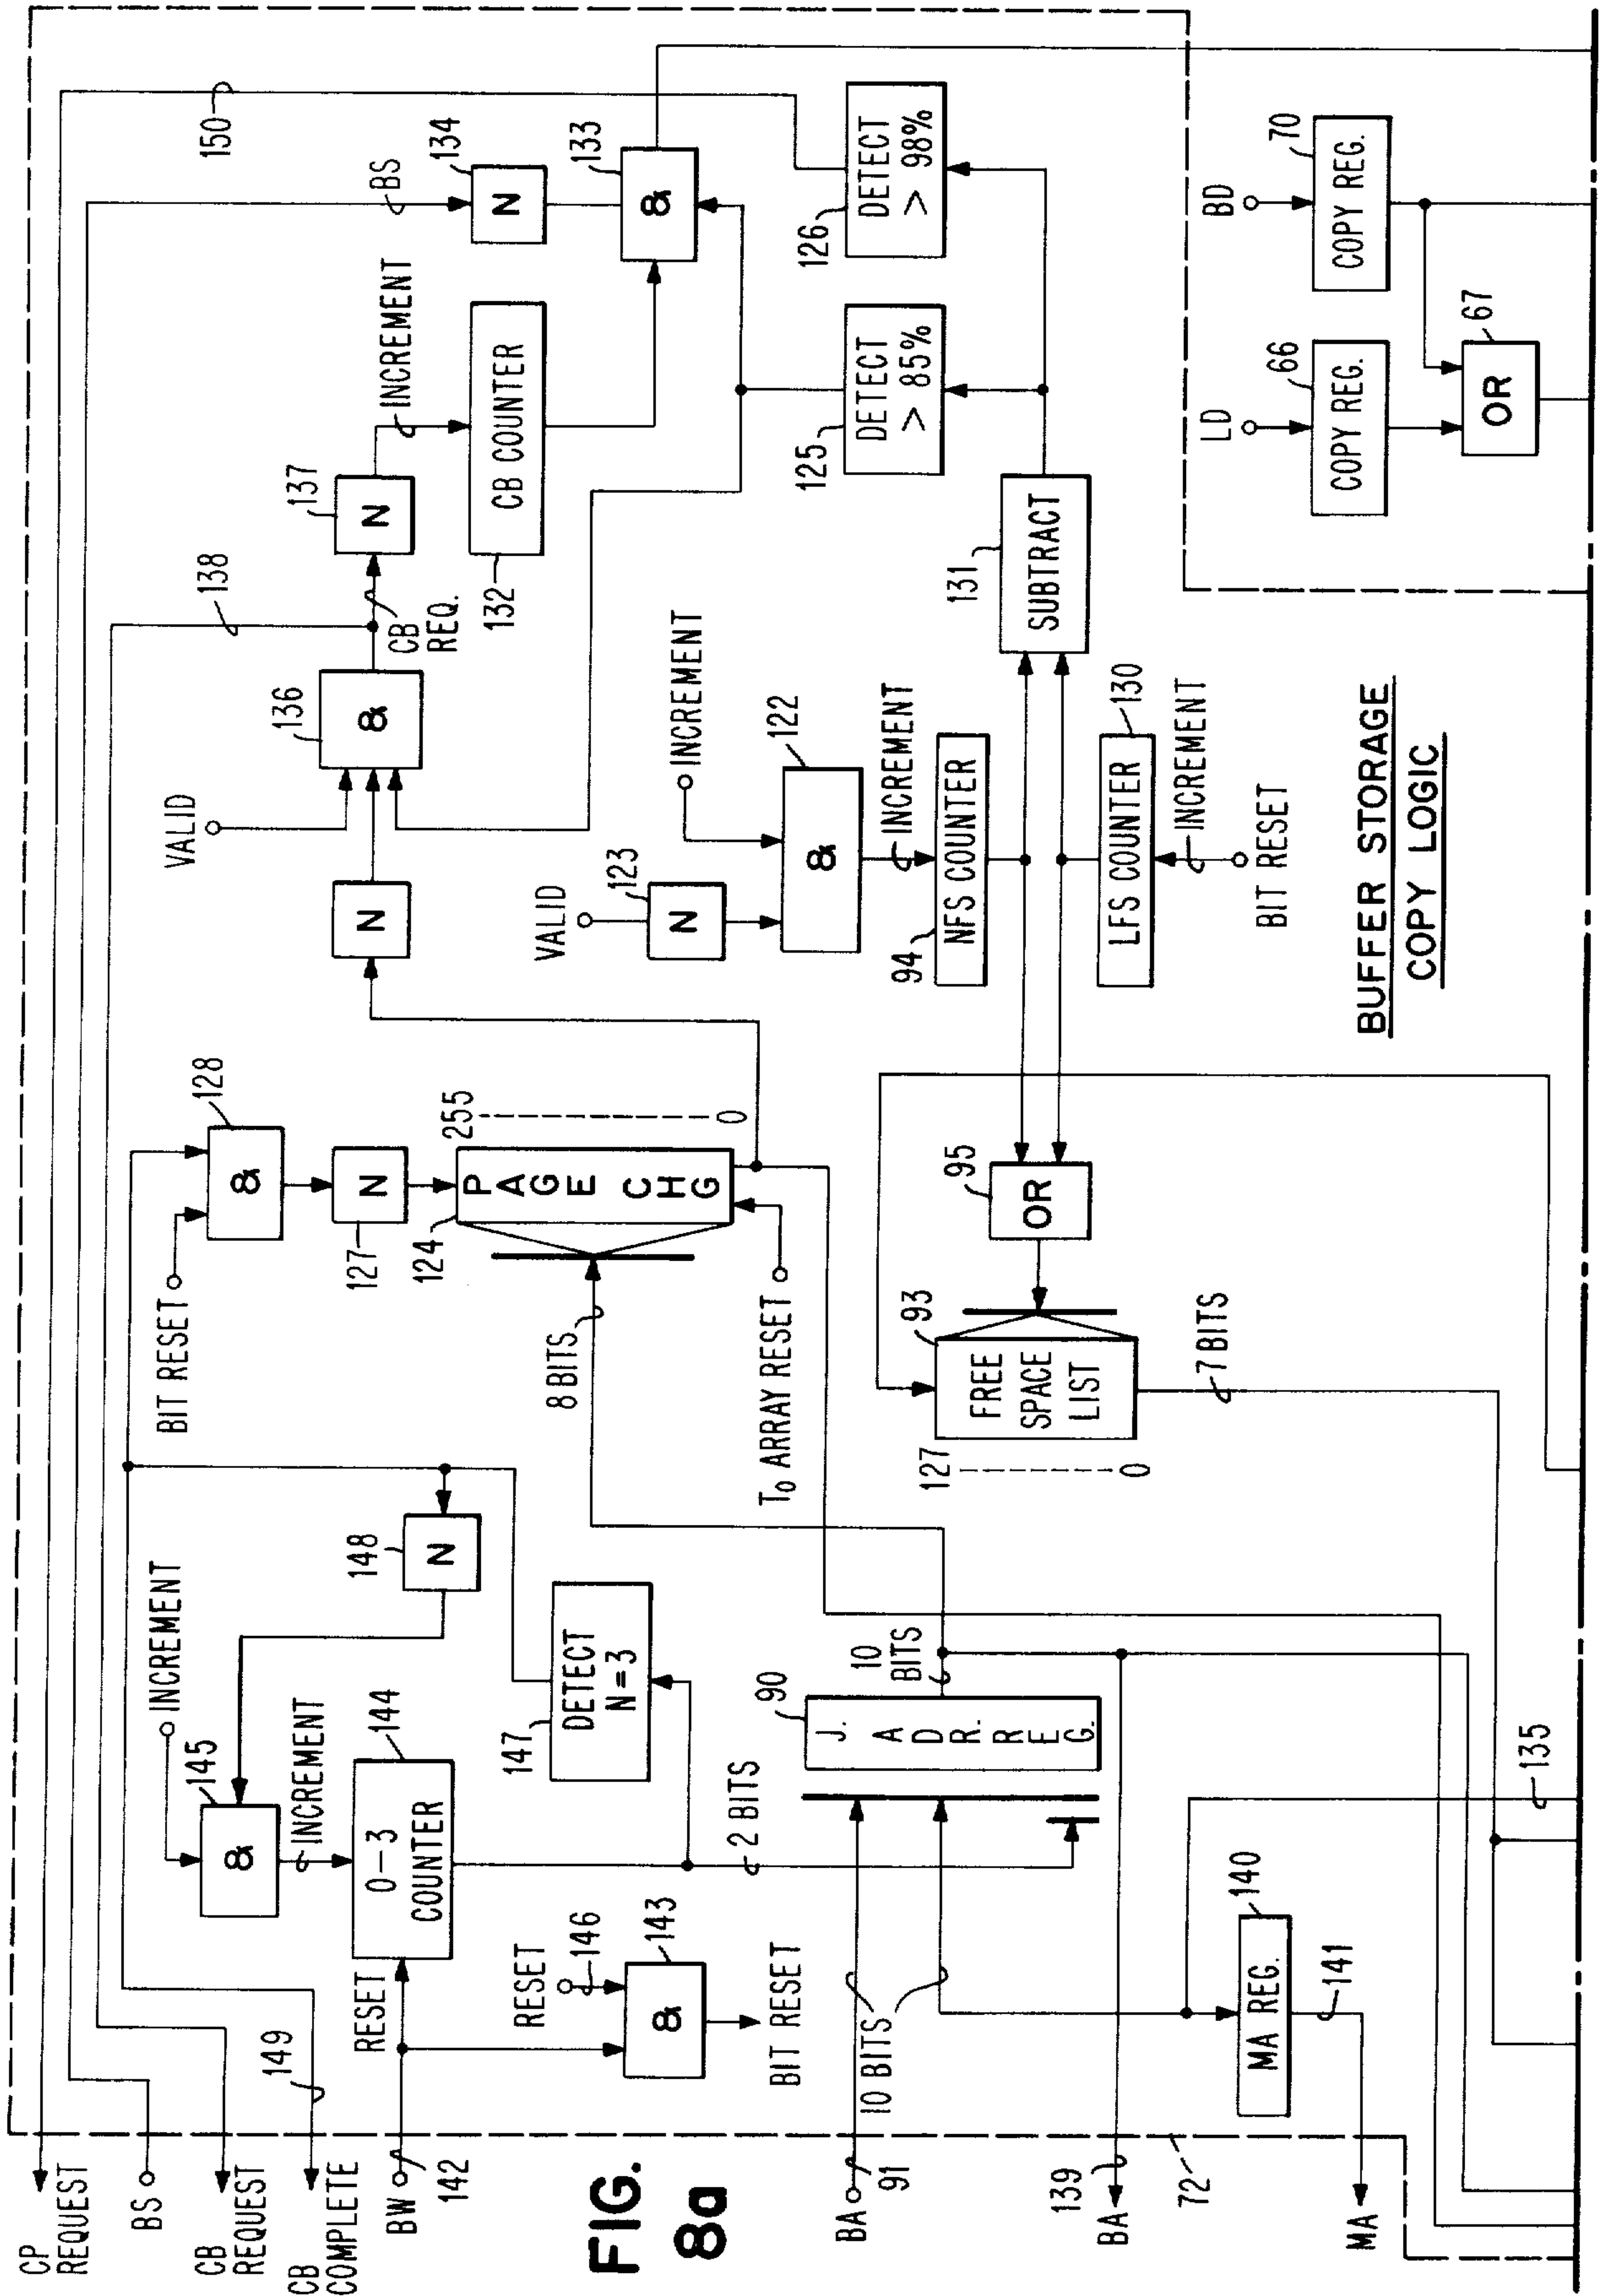 CP
REQUEST
BS
CB
REQUEST
CB
COMPLETE
149
BW
142
FIG.
8a
BA
91
139
BA
72
MA
INCREMENT
145
&
INCREMENT
0–3
COUNTER
144
RESET
RESET
146
&
143
BIT RESET
148
N
147
DETECT
N=3
2 BITS
10 BITS
90
J. ADR. REG.
10
BITS
140
MA REG.
141
135
BIT RESET
128
&
N
127
124
PAGE CHG
255
0
8 BITS
To ARRAY RESET
93
FREE
SPACE
LIST
127
0
7 BITS
95
OR
VALID
136
&
N
138
CB
REQ.
137
N
INCREMENT
CB COUNTER
132
VALID
123
N
INCREMENT
122
&
INCREMENT
94
NFS COUNTER
LFS COUNTER
130
INCREMENT
BIT RESET
131
SUBTRACT
150
BS
134
N
133
&
125
DETECT
> 85%
126
DETECT
> 98%
LD
66
COPY REG.
BD
70
COPY REG.
67
OR
BUFFER STORAGE
COPY LOGIC